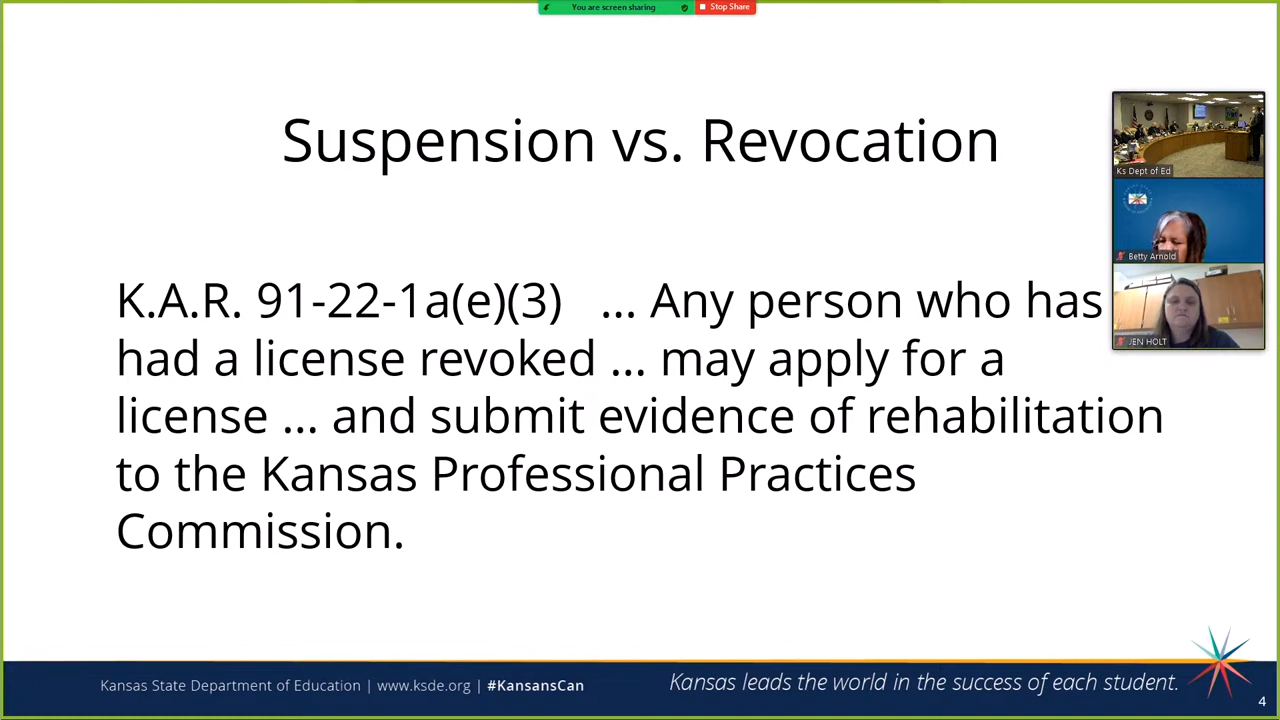 You are screen sharing
Stop Share
Suspension vs. Revocation
K.A.R. 91-22-1a(e)(3) ... Any person who has
had a license revoked ... may apply for a
license ... and submit evidence of rehabilitation
to the Kansas Professional Practices
Commission.
Ks Dept of Ed
Betty Arnold
JEN HOLT
Kansas State Department of Education | www.ksde.org | #KansansCan
Kansas leads the world in the success of each student.
4